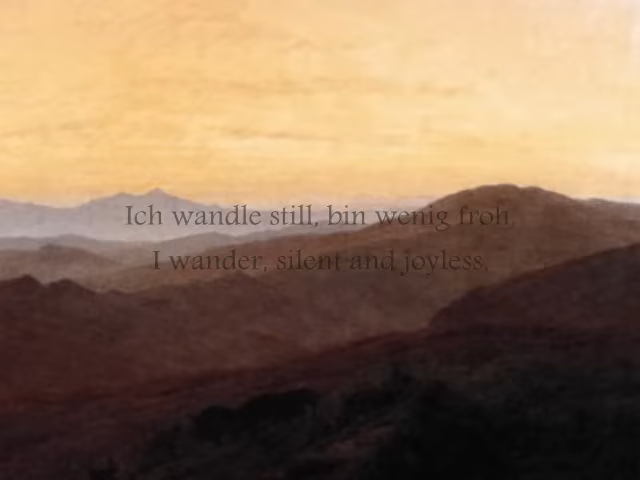 Ich wandle still, bin wenig froh,
I wander, silent and joyless,